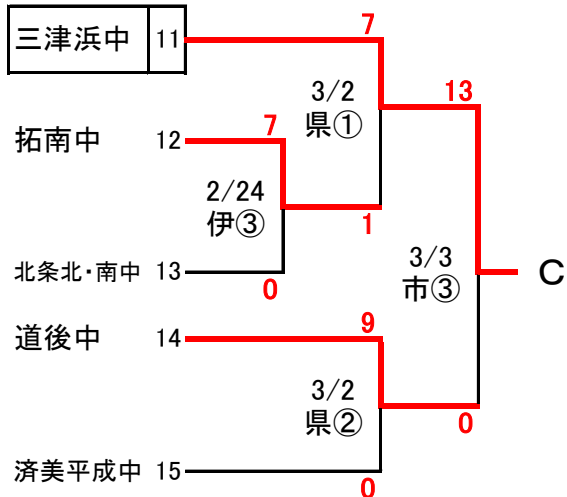 三津浜中 11
7
3/2
県①
13
拓南中 12
7
2/24
伊③
1
北条北・南中 13
0
3/3
市③
C
道後中 14
9
3/2
県②
0
済美平成中 15
0